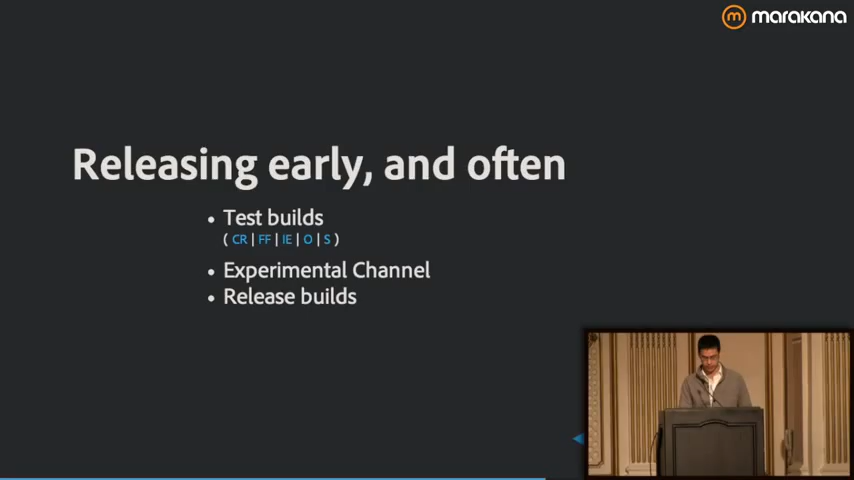 marakana
Releasing early, and often
• Test builds
( CR | FF | IE | O | S )
• Experimental Channel
• Release builds